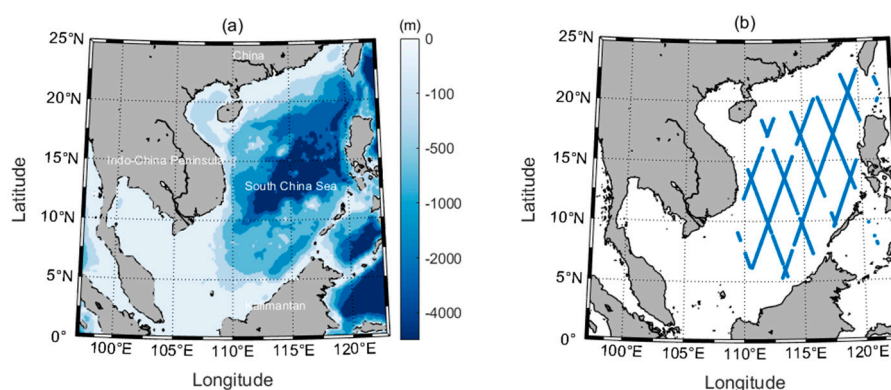 (a)
(m)
(b)
25°N
20°N
15°N
10°N
5°N
0°
Latitude
China
Indo-China Peninsula
South China Sea
Kalimantan
100°E
105°E
110°E
115°E
120°E
Longitude
0
-100
-500
-1000
-4000
25°N
20°N
15°N
10°N
5°N
0°
Latitude
100°E
105°E
110°E
115°E
120°E
Longitude